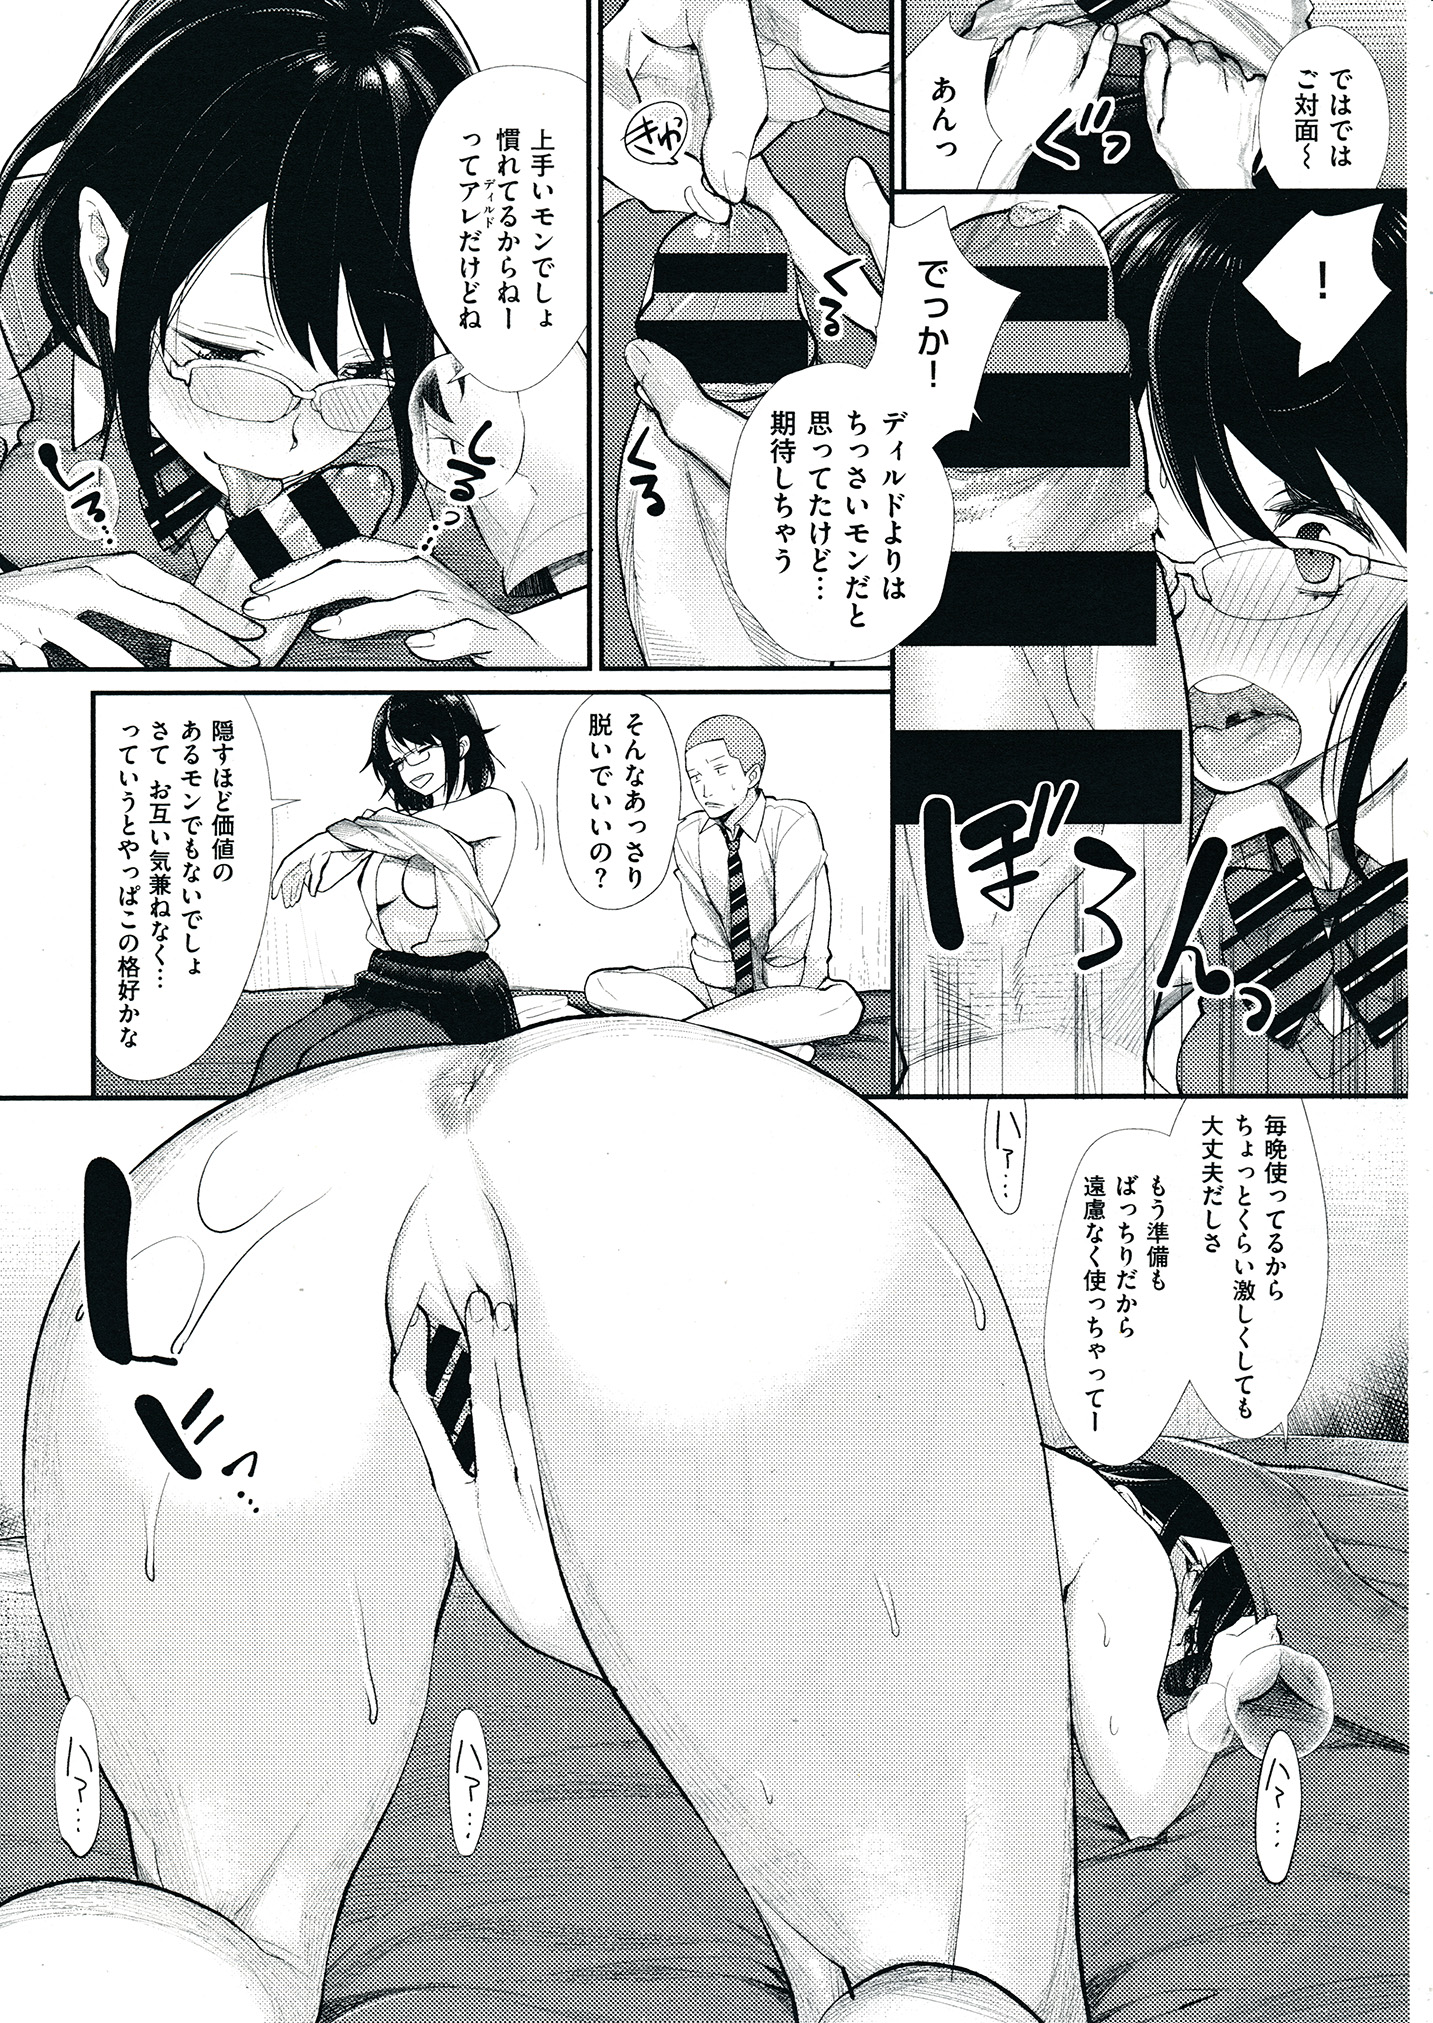 ではでは
ご対面〜
ぐっ
あんっ
！
ぼろんっ
でっか！
ディルドよりは
ちっさいモンだと
思ってたけど…
期待しちゃう
きゅっ
くる
くる
上手いモンでしょ
慣れてるからねー
ってアレだけどね
ディルド
くるっ…
しろ…
そんなあっさり
脱いでいいの？
隠すほど価値の
あるモンでもないでしょ
さて お互い気兼ねなく…
っていうとやっぱこの格好かな
毎晩使ってるから
ちょっとくらい激しくしても
大丈夫だしさ
もう準備も
ばっちりだから
遠慮なく使っちゃってー
ハァ…
ハァ…
ハァ…
ハァ…